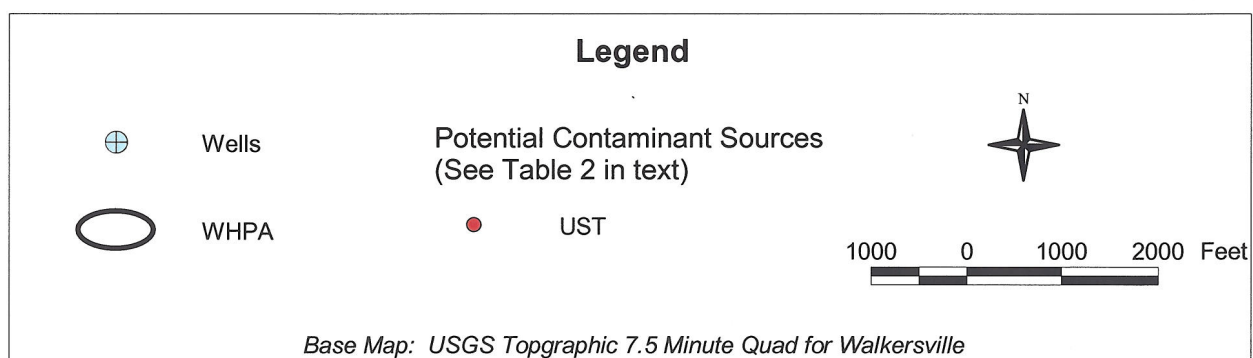 Legend
Wells
Potential Contaminant Sources
(See Table 2 in text)
N
WHPA
UST
1000 0 1000 2000 Feet
Base Map: USGS Topgraphic 7.5 Minute Quad for Walkersville